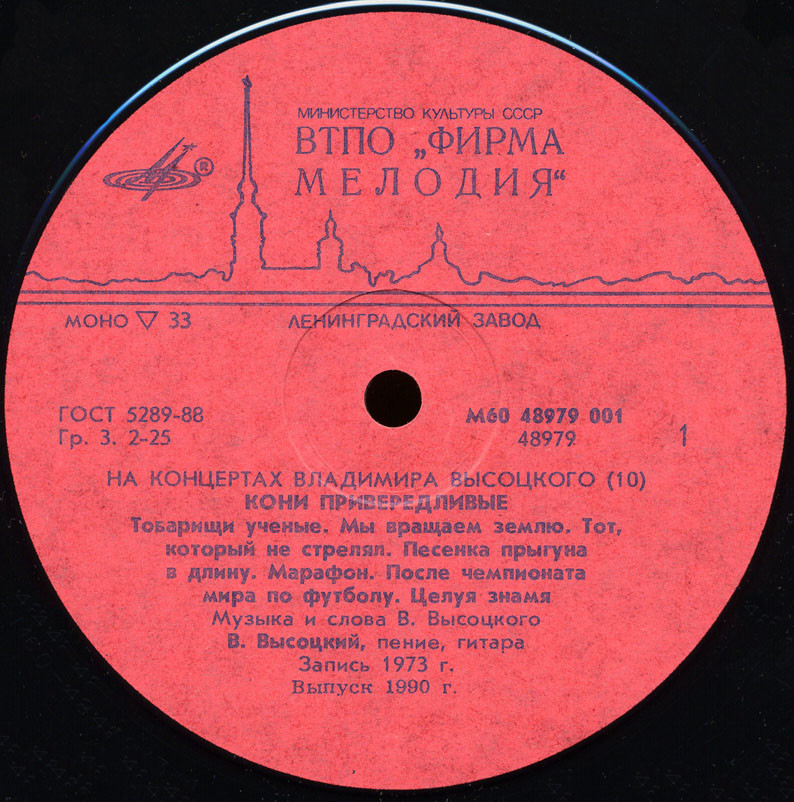 МИНИСТЕРСТВО КУЛЬТУРЫ СССР
ВТПО „ФИРМА
МЕЛОДИЯ“
®
МОНО ▽ 33 ЛЕНИНГРАДСКИЙ ЗАВОД
ГОСТ 5289-88 М60 48979 001
Гр. 3. 2-25 48979 1
НА КОНЦЕРТАХ ВЛАДИМИРА ВЫСОЦКОГО (10)
КОНИ ПРИВЕРЕДЛИВЫЕ
Товарищи ученые. Мы вращаем землю. Тот,
который не стрелял. Песенка прыгуна
в длину. Марафон. После чемпионата
мира по футболу. Целуя знамя
Музыка и слова В. Высоцкого
В. Высоцкий, пение, гитара
Запись 1973 г.
Выпуск 1990 г.